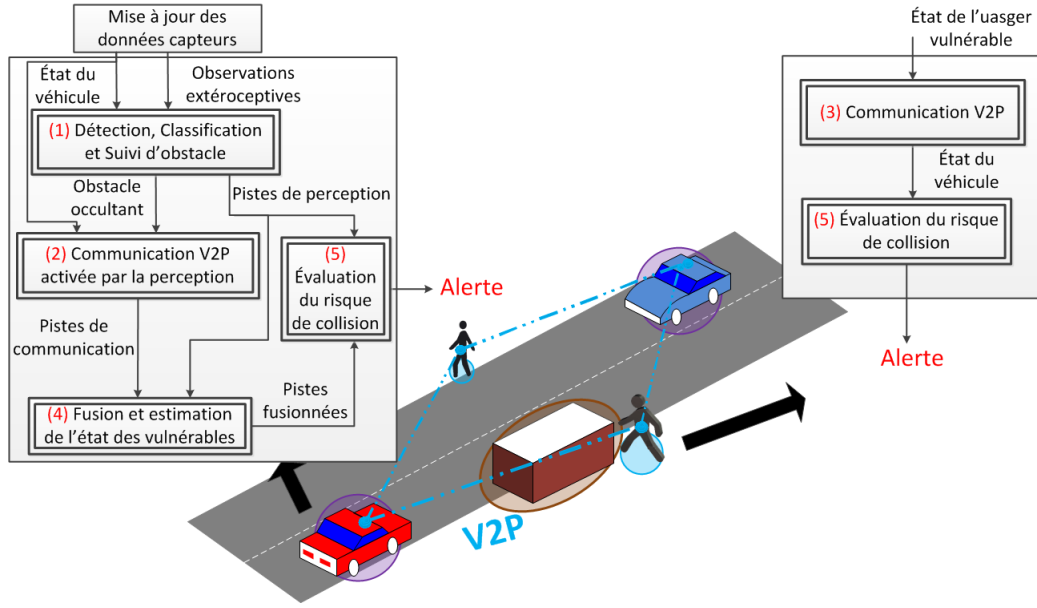 Mise à jour des
données capteurs
État du
véhicule
Observations
extéroceptives
(1) Détection, Classification
et Suivi d'obstacle
Obstacle
occultant
Pistes de perception
(2) Communication V2P
activée par la perception
(5)
Évaluation
du risque
de collision
Alerte
Pistes de
communication
Pistes
fusionnées
(4) Fusion et estimation
de l'état des vulnérables
V2P
État de l'uasger
vulnérable
(3) Communication V2P
État du
véhicule
(5) Évaluation du risque
de collision
Alerte